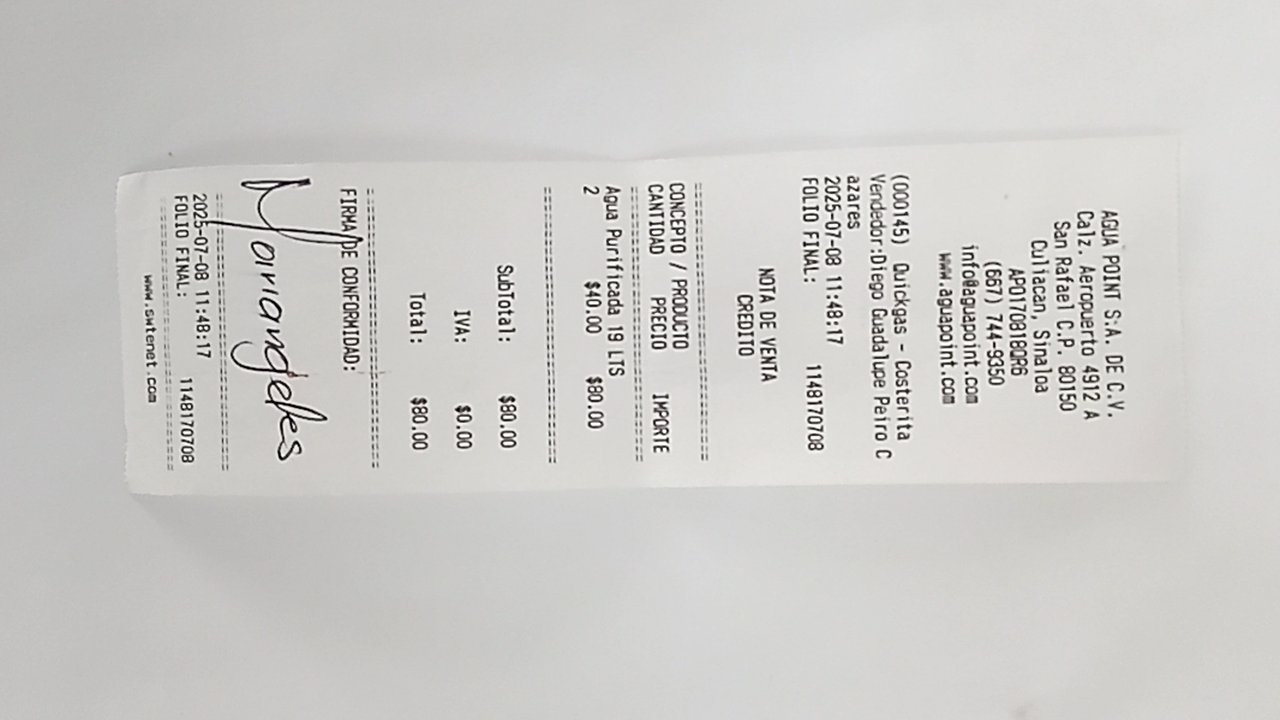 AGUA POINT S.A. DE C.V.
Calz. Aeropuerto 4912 A
San Rafael C.P. 80150
Culiacan, Sinaloa
APO170818QR6
(667) 744-9350
info@aguapoint.com
www.aguapoint.com
(000145) Quickgas - Costerita
Vendedor:Diego Guadalupe Peiro C
azares
2025-07-08 11:48:17
FOLIO FINAL: 1148170708
NOTA DE VENTA
CREDITO
================================
CONCEPTO / PRODUCTO
CANTIDAD PRECIO IMPORTE
================================
Agua Purificada 19 LTS
2 $40.00 $80.00
================================
SubTotal: $80.00
IVA: $0.00
Total: $80.00
================================
FIRMA DE CONFORMIDAD:
Mariangeles
================================
2025-07-08 11:48:17
FOLIO FINAL: 1148170708
================================
www.swtenet.com